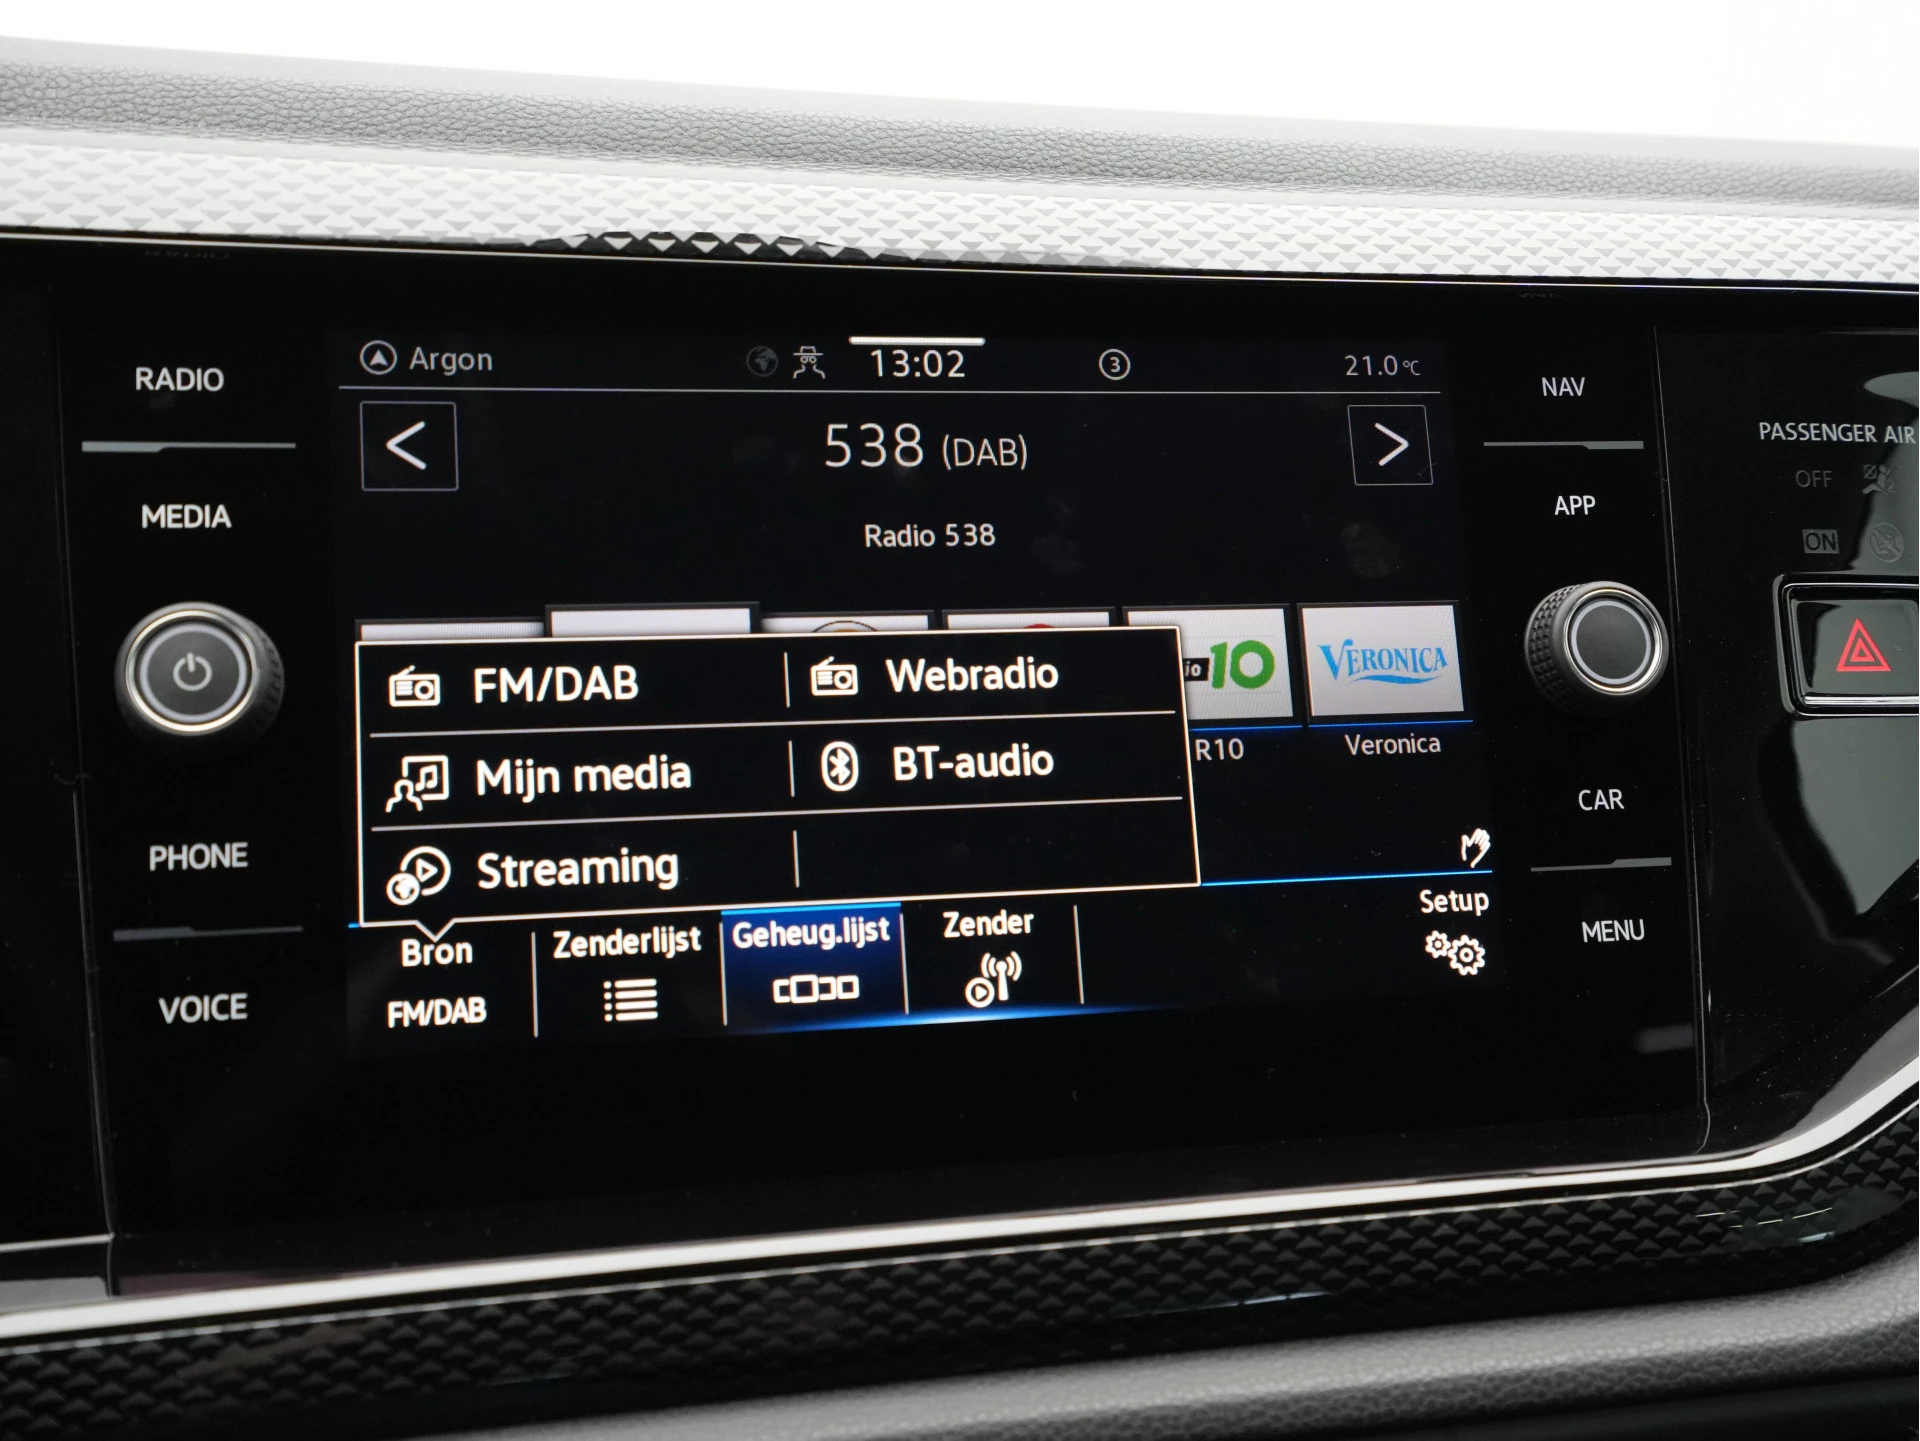 RADIO
MEDIA
PHONE
VOICE
Argon
13:02
3
21.0 °C
538 (DAB)
Radio 538
FM/DAB
Webradio
Mijn media
BT-audio
Streaming
io 10
VERONICA
R10
Veronica
Bron
FM/DAB
Zenderlijst
Geheug.lijst
Zender
Setup
NAV
APP
CAR
MENU
PASSENGER AIR
OFF
ON